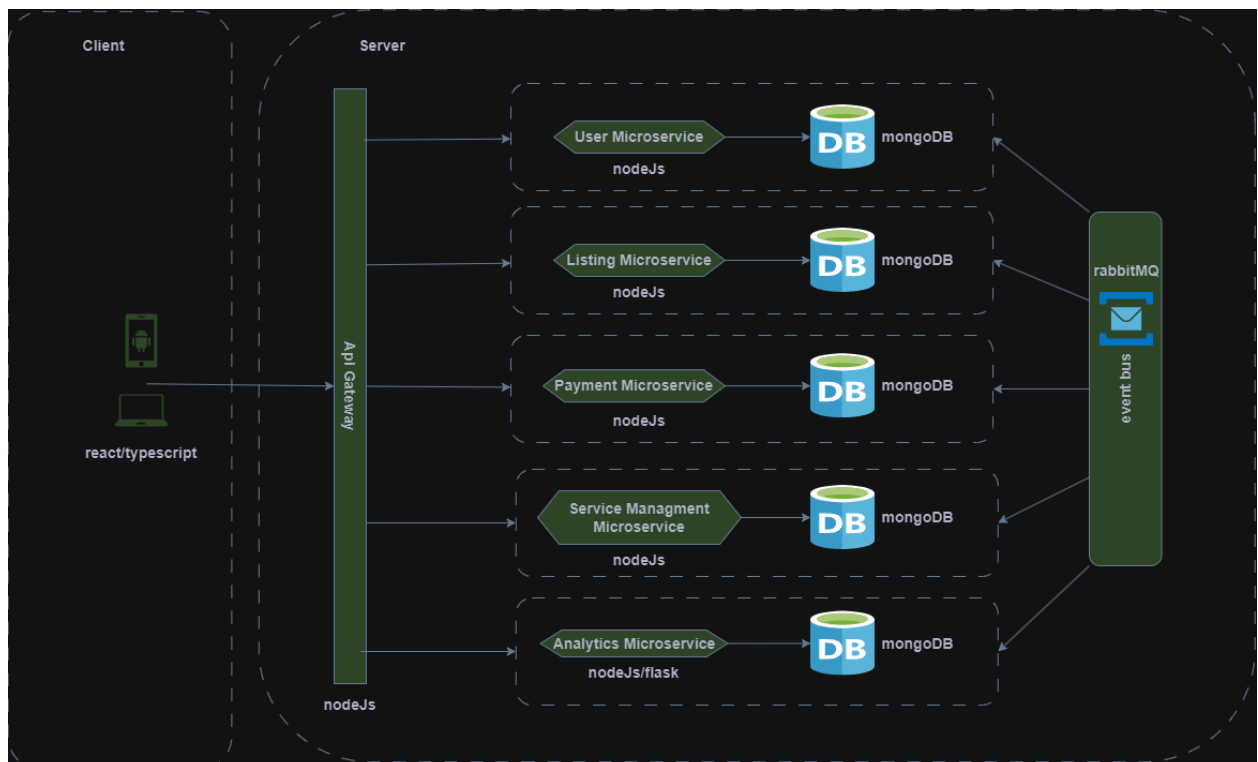 Client
Server
react/typescript
ApI Gateway
nodeJs
User Microservice
nodeJs
DB
mongoDB
Listing Microservice
nodeJs
DB
mongoDB
Payment Microservice
nodeJs
DB
mongoDB
Service Managment
Microservice
nodeJs
DB
mongoDB
Analytics Microservice
nodeJs/flask
DB
mongoDB
rabbitMQ
event bus